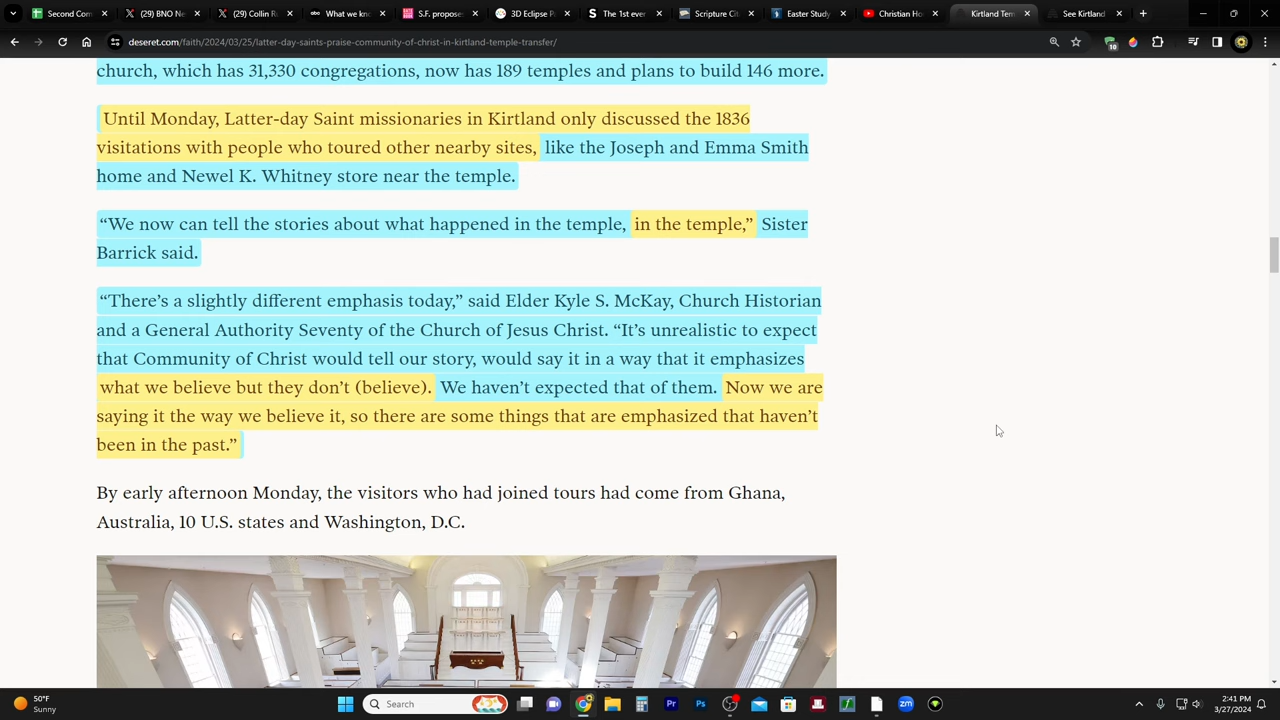 Second Com
(29) BNO Ne
(29) Collin R
What we kno
S.F. propose
3D Eclipse P
The 1st ever
Scripture Cit
Easter Study
Christian Ho
Kirtland Tem
See Kirtland
deseret.com/faith/2024/03/25/latter-day-saints-praise-community-of-christ-in-kirtland-temple-transfer/
10
church, which has 31,330 congregations, now has 189 temples and plans to build 146 more.
Until Monday, Latter-day Saint missionaries in Kirtland only discussed the 1836
visitations with people who toured other nearby sites, like the Joseph and Emma Smith
home and Newel K. Whitney store near the temple.
“We now can tell the stories about what happened in the temple, in the temple,” Sister
Barrick said.
“There’s a slightly different emphasis today,” said Elder Kyle S. McKay, Church Historian
and a General Authority Seventy of the Church of Jesus Christ. “It’s unrealistic to expect
that Community of Christ would tell our story, would say it in a way that it emphasizes
what we believe but they don’t (believe). We haven’t expected that of them. Now we are
saying it the way we believe it, so there are some things that are emphasized that haven’t
been in the past.”
By early afternoon Monday, the visitors who had joined tours had come from Ghana,
Australia, 10 U.S. states and Washington, D.C.
50°F
Sunny
Search
Pr
Ps
zm
2:41 PM
3/27/2024